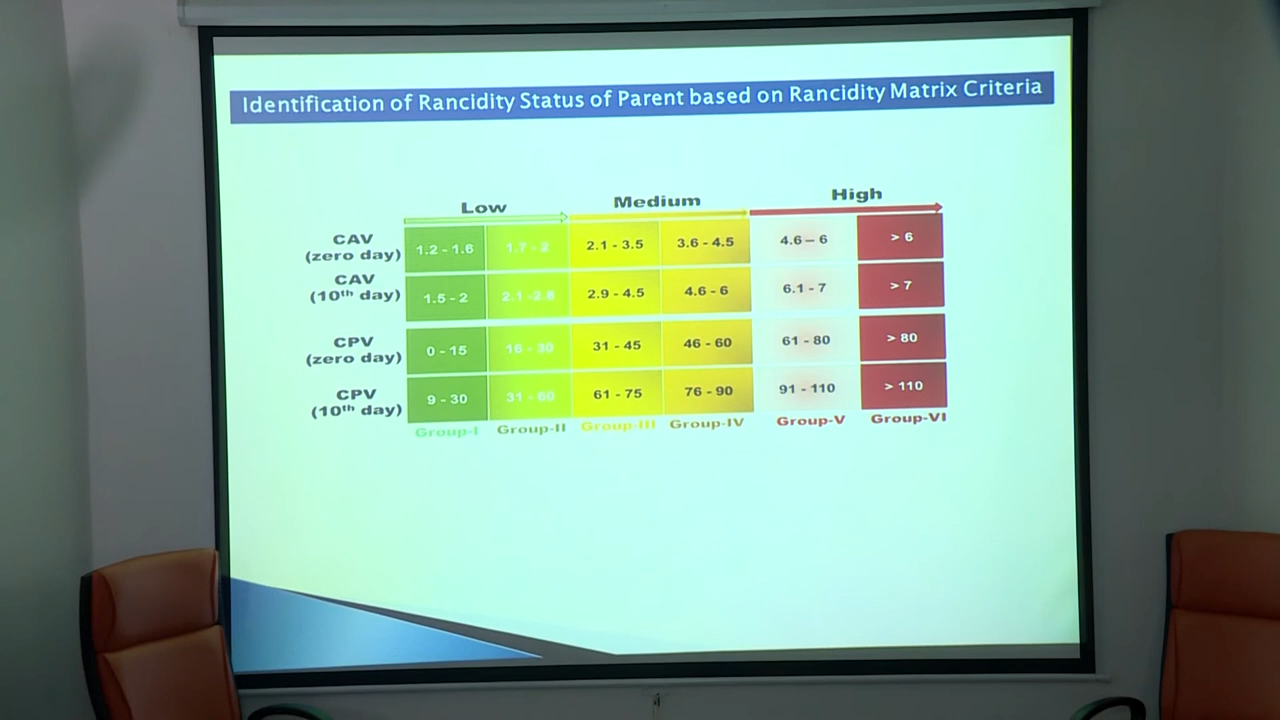 Identification of Rancidity Status of Parent based on Rancidity Matrix Criteria
Low Medium High
CAV (zero day) 1.2 - 1.6 1.7 - 2 2.1 - 3.5 3.6 - 4.5 4.6 – 6 > 6
CAV (10th day) 1.5 - 2 2.1 - 2.8 2.9 - 4.5 4.6 - 6 6.1 - 7 > 7
CPV (zero day) 0 - 15 16 - 30 31 - 45 46 - 60 61 - 80 > 80
CPV (10th day) 9 - 30 31 - 60 61 - 75 76 - 90 91 - 110 > 110
Group-I Group-II Group-III Group-IV Group-V Group-VI